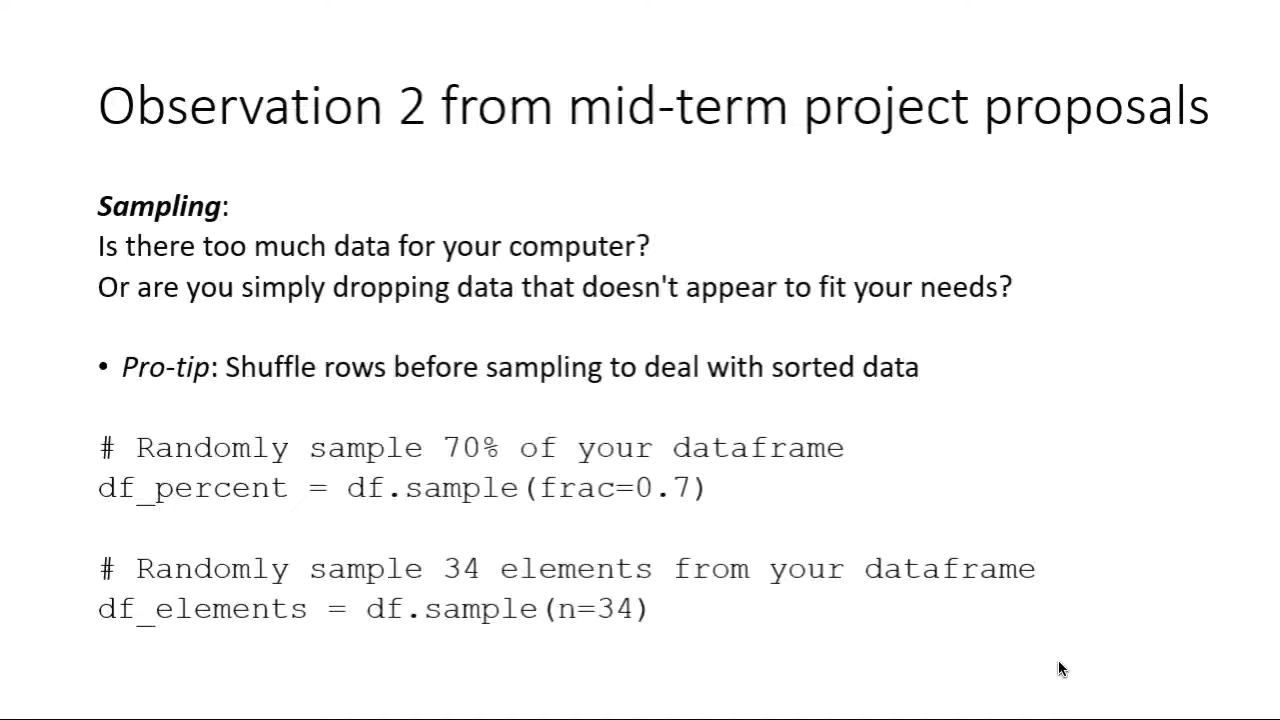 Observation 2 from mid-term project proposals
Sampling:
Is there too much data for your computer?
Or are you simply dropping data that doesn't appear to fit your needs?
• Pro-tip: Shuffle rows before sampling to deal with sorted data
# Randomly sample 70% of your dataframe
df_percent = df.sample(frac=0.7)
# Randomly sample 34 elements from your dataframe
df_elements = df.sample(n=34)